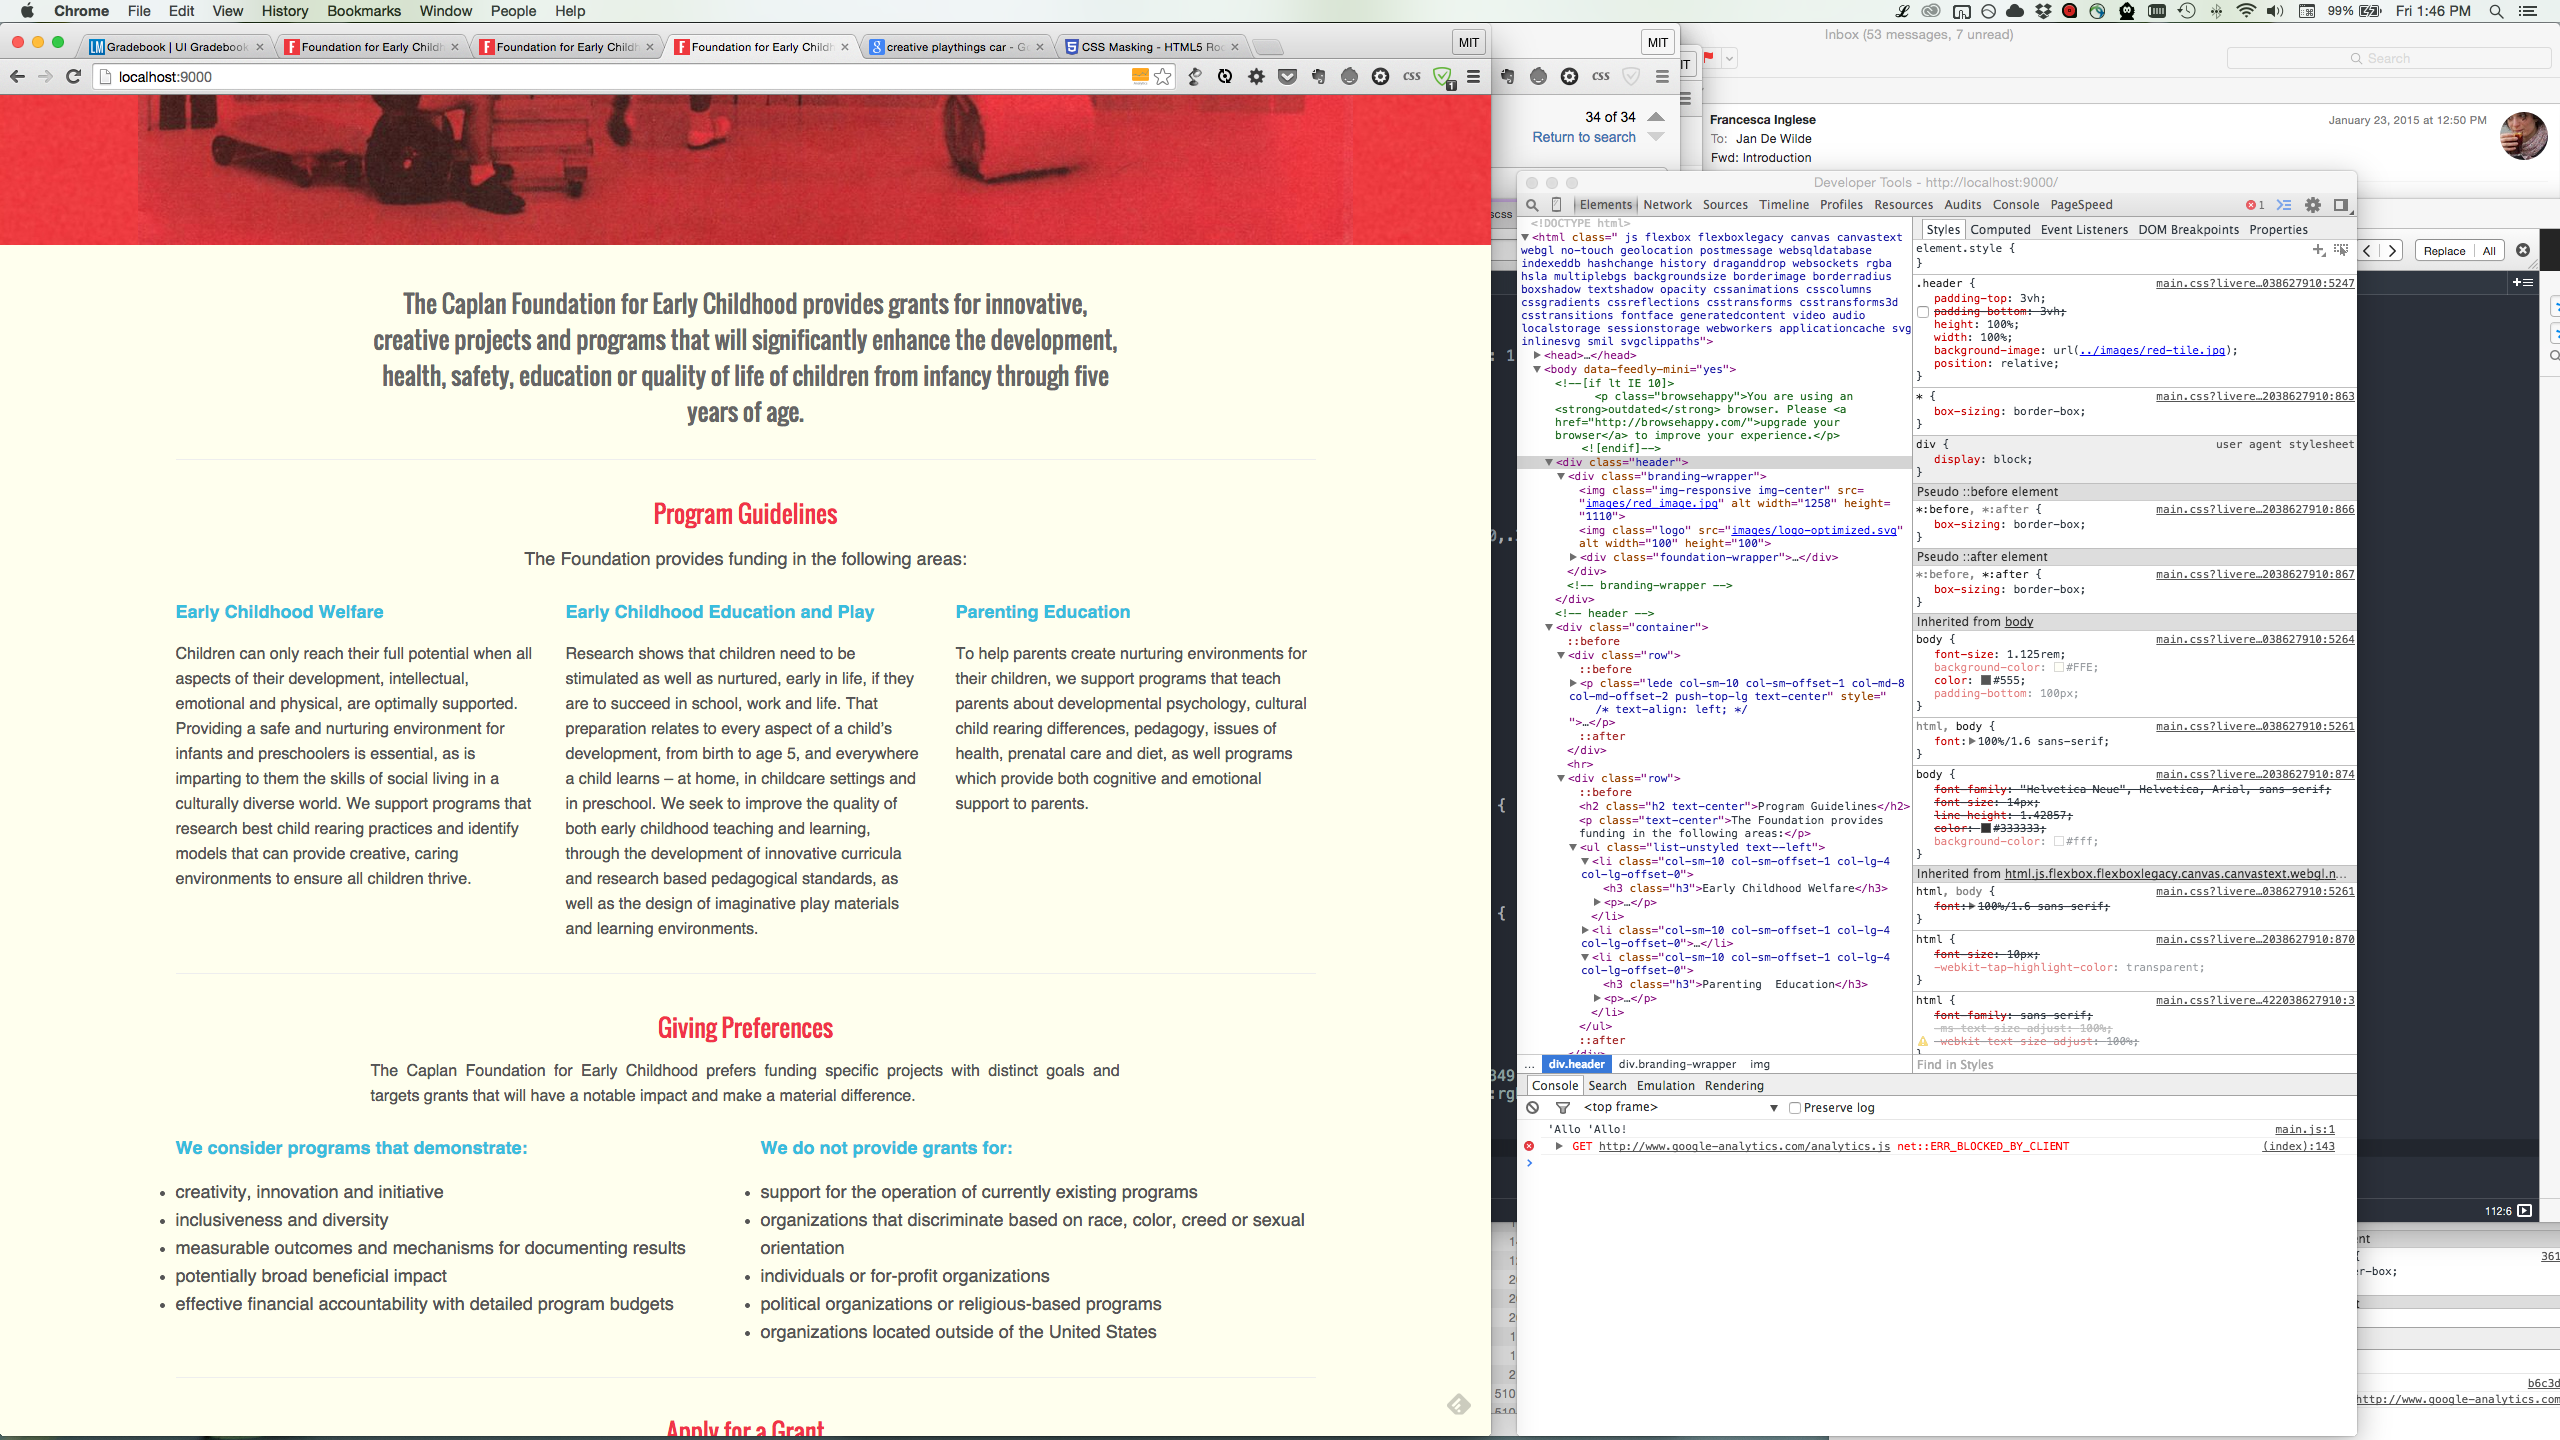 Chrome File Edit View History Bookmarks Window People Help
99% Fri 1:46 PM
Gradebook | UI Gradebook
Foundation for Early Childh
Foundation for Early Childh
Foundation for Early Childh
creative playthings car - Go
CSS Masking - HTML5 Roc
MIT
MIT
localhost:9000
34 of 34
Return to search
Inbox (53 messages, 7 unread)
Search
Francesca Inglese
January 23, 2015 at 12:50 PM
To: Jan De Wilde
Fwd: Introduction
The Caplan Foundation for Early Childhood provides grants for innovative,
creative projects and programs that will significantly enhance the development,
health, safety, education or quality of life of children from infancy through five
years of age.
Program Guidelines
The Foundation provides funding in the following areas:
Early Childhood Welfare
Children can only reach their full potential when all
aspects of their development, intellectual,
emotional and physical, are optimally supported.
Providing a safe and nurturing environment for
infants and preschoolers is essential, as is
imparting to them the skills of social living in a
culturally diverse world. We support programs that
research best child rearing practices and identify
models that can provide creative, caring
environments to ensure all children thrive.
Early Childhood Education and Play
Research shows that children need to be
stimulated as well as nurtured, early in life, if they
are to succeed in school, work and life. That
preparation relates to every aspect of a child’s
development, from birth to age 5, and everywhere
a child learns – at home, in childcare settings and
in preschool. We seek to improve the quality of
both early childhood teaching and learning,
through the development of innovative curricula
and research based pedagogical standards, as
well as the design of imaginative play materials
and learning environments.
Parenting Education
To help parents create nurturing environments for
their children, we support programs that teach
parents about developmental psychology, cultural
child rearing differences, pedagogy, issues of
health, prenatal care and diet, as well programs
which provide both cognitive and emotional
support to parents.
Giving Preferences
The Caplan Foundation for Early Childhood prefers funding specific projects with distinct goals and
targets grants that will have a notable impact and make a material difference.
We consider programs that demonstrate:
• creativity, innovation and initiative
• inclusiveness and diversity
• measurable outcomes and mechanisms for documenting results
• potentially broad beneficial impact
• effective financial accountability with detailed program budgets
We do not provide grants for:
• support for the operation of currently existing programs
• organizations that discriminate based on race, color, creed or sexual
orientation
• individuals or for-profit organizations
• political organizations or religious-based programs
• organizations located outside of the United States
Apply for a Grant
Developer Tools - http://localhost:9000/
Elements Network Sources Timeline Profiles Resources Audits Console PageSpeed
1
<!DOCTYPE html>
<html class=" js flexbox flexboxlegacy canvas canvastext
webgl no-touch geolocation postmessage websqldatabase
indexeddb hashchange history draganddrop websockets rgba
hsla multiplebgs backgroundsize borderimage borderradius
boxshadow textshadow opacity cssanimations csscolumns
cssgradients cssreflections csstransforms csstransforms3d
csstransitions fontface generatedcontent video audio
localstorage sessionstorage webworkers applicationcache svg
inlinesvg smil svgclippaths">
<head>…</head>
<body data-feedly-mini="yes">
<!--[if lt IE 10]>
<p class="browsehappy">You are using an
<strong>outdated</strong> browser. Please <a
href="http://browsehappy.com/">upgrade your
browser</a> to improve your experience.</p>
<![endif]-->
<div class="header">
<div class="branding-wrapper">
<img class="img-responsive img-center" src=
"images/red_image.jpg" alt width="1258" height=
"1110">
<img class="logo" src="images/logo-optimized.svg"
alt width="100" height="100">
<div class="foundation-wrapper">…</div>
</div>
<!-- branding-wrapper -->
</div>
<!-- header -->
<div class="container">
::before
<div class="row">
::before
<p class="lede col-sm-10 col-sm-offset-1 col-md-8
col-md-offset-2 push-top-lg text-center" style="
/* text-align: left; */
">…</p>
::after
</div>
<hr>
<div class="row">
::before
<h2 class="h2 text-center">Program Guidelines</h2>
<p class="text-center">The Foundation provides
funding in the following areas:</p>
<ul class="list-unstyled text--left">
<li class="col-sm-10 col-sm-offset-1 col-lg-4
col-lg-offset-0">
<h3 class="h3">Early Childhood Welfare</h3>
<p>…</p>
</li>
<li class="col-sm-10 col-sm-offset-1 col-lg-4
col-lg-offset-0">…</li>
<li class="col-sm-10 col-sm-offset-1 col-lg-4
col-lg-offset-0">
<h3 class="h3">Parenting Education</h3>
<p>…</p>
</li>
</ul>
::after
... div.header div.branding-wrapper img
Styles Computed Event Listeners DOM Breakpoints Properties
element.style {
}
.header { main.css?livere…038627910:5247
padding-top: 3vh;
padding-bottom: 3vh;
height: 100%;
width: 100%;
background-image: url(../images/red-tile.jpg);
position: relative;
}
* { main.css?livere…2038627910:863
box-sizing: border-box;
}
div { user agent stylesheet
display: block;
}
Pseudo ::before element
*:before, *:after { main.css?livere…2038627910:866
box-sizing: border-box;
}
Pseudo ::after element
*:before, *:after { main.css?livere…2038627910:867
box-sizing: border-box;
}
Inherited from body
body { main.css?livere…038627910:5264
font-size: 1.125rem;
background-color: #FFE;
color: #555;
padding-bottom: 100px;
}
html, body { main.css?livere…038627910:5261
font: 100%/1.6 sans-serif;
}
body { main.css?livere…2038627910:874
font-family: "Helvetica Neue", Helvetica, Arial, sans-serif;
font-size: 14px;
line-height: 1.42857;
color: #333333;
background-color: #fff;
}
Inherited from html.js.flexbox.flexboxlegacy.canvas.canvastext.webgl.n…
html, body { main.css?livere…038627910:5261
font: 100%/1.6 sans-serif;
}
html { main.css?livere…2038627910:870
font-size: 10px;
-webkit-tap-highlight-color: transparent;
}
html { main.css?livere…422038627910:3
font-family: sans-serif;
-ms-text-size-adjust: 100%;
-webkit-text-size-adjust: 100%;
Find in Styles
Console Search Emulation Rendering
<top frame> Preserve log
'Allo 'Allo! main.js:1
GET http://www.google-analytics.com/analytics.js net::ERR_BLOCKED_BY_CLIENT (index):143
Replace All
112:6
361
b6c3d
http://www.google-analytics.com